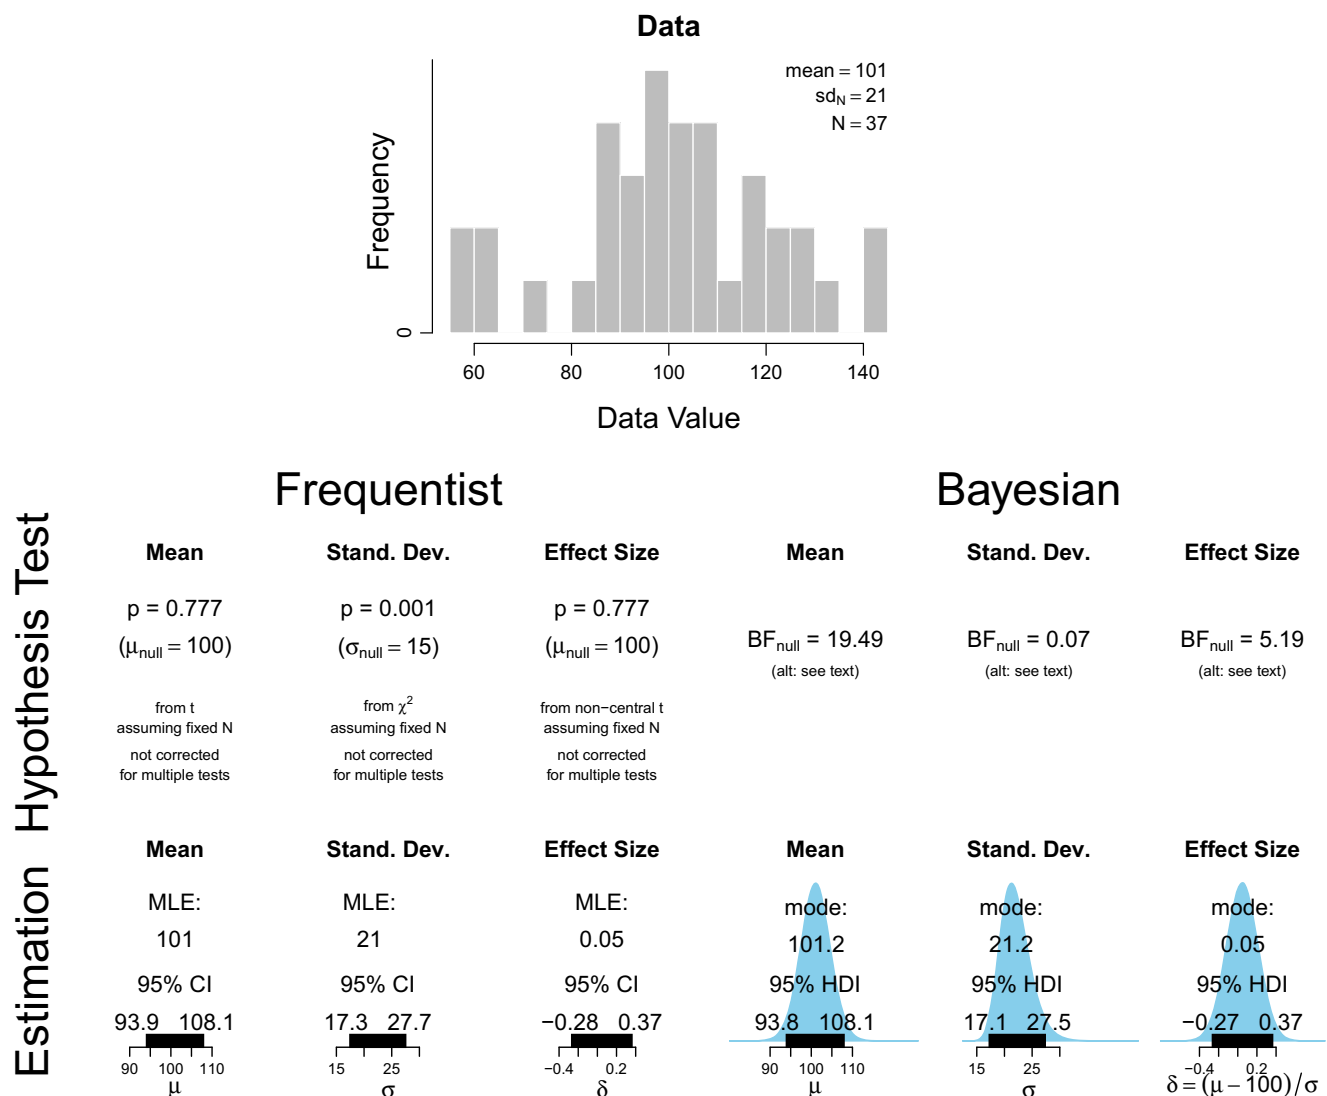 Data
mean = 101
sd_N = 21
N = 37
Frequency
0
60 80 100 120 140
Data Value
Frequentist Bayesian
Hypothesis Test
Mean Stand. Dev. Effect Size Mean Stand. Dev. Effect Size
p = 0.777 p = 0.001 p = 0.777
(μ_null = 100) (σ_null = 15) (μ_null = 100)
BF_null = 19.49 BF_null = 0.07 BF_null = 5.19
(alt: see text) (alt: see text) (alt: see text)
from t from χ² from non−central t
assuming fixed N assuming fixed N assuming fixed N
not corrected not corrected not corrected
for multiple tests for multiple tests for multiple tests
Estimation
Mean Stand. Dev. Effect Size Mean Stand. Dev. Effect Size
MLE: MLE: MLE: mode: mode: mode:
101 21 0.05 101.2 21.2 0.05
95% CI 95% CI 95% CI 95% HDI 95% HDI 95% HDI
93.9 108.1 17.3 27.7 −0.28 0.37 93.8 108.1 17.1 27.5 −0.27 0.37
90 100 110 15 25 −0.4 0.2 90 100 110 15 25 −0.4 0.2
μ σ δ μ σ δ = (μ − 100)/σ